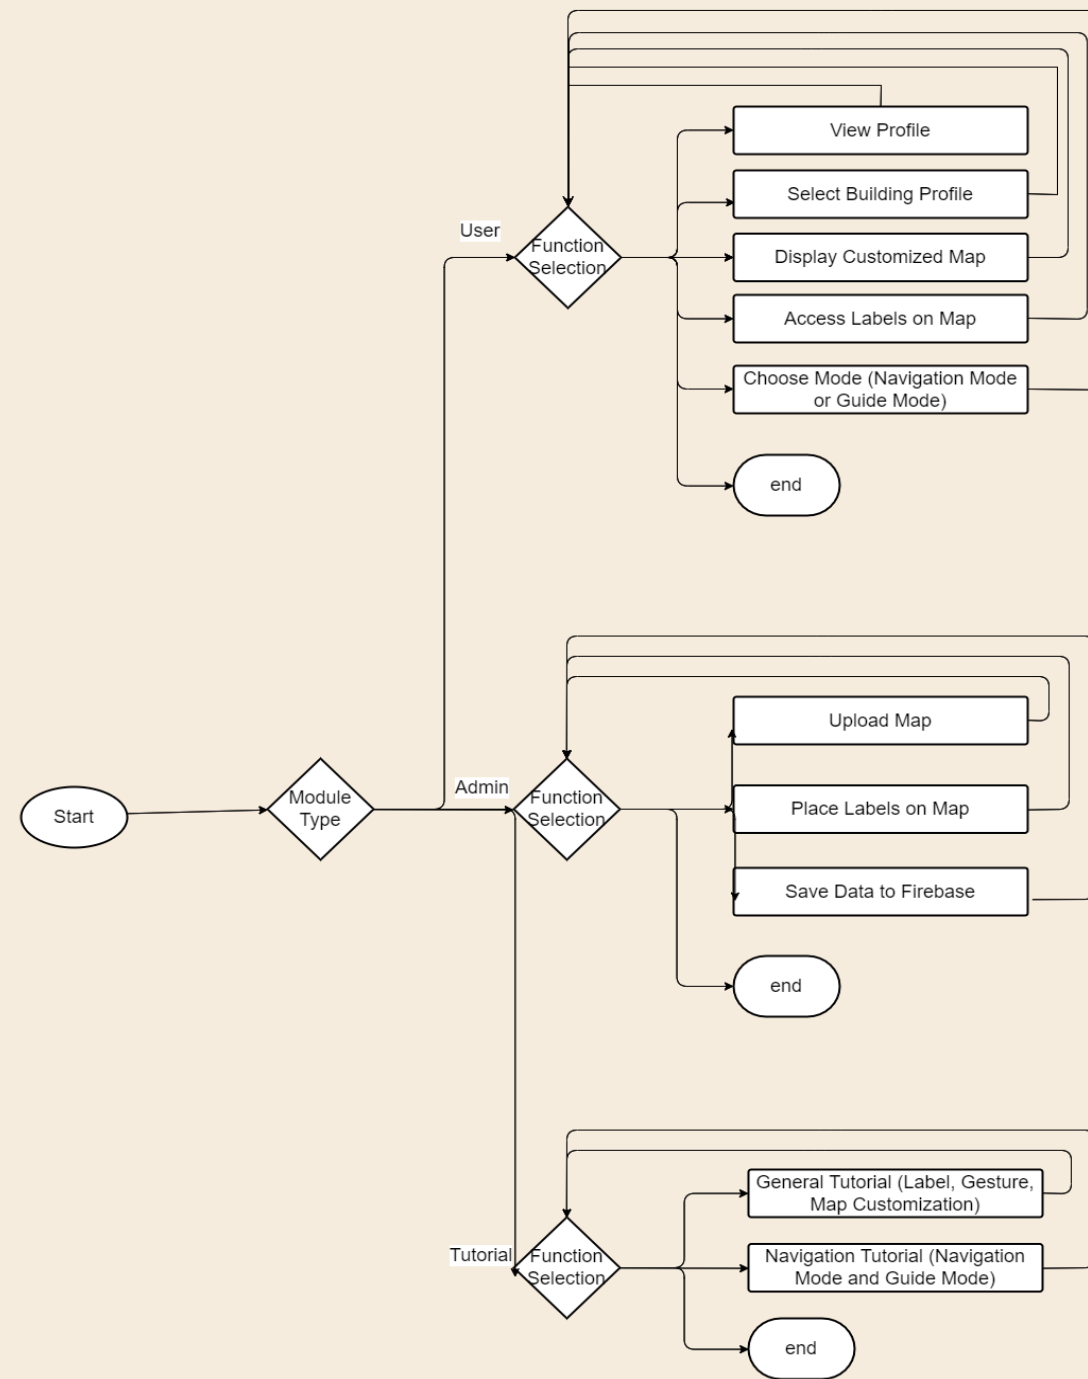 View Profile
Select Building Profile
User
Function
Selection
Display Customized Map
Access Labels on Map
Choose Mode (Navigation Mode
or Guide Mode)
end
Upload Map
Start
Module
Type
Admin
Function
Selection
Place Labels on Map
Save Data to Firebase
end
General Tutorial (Label, Gesture,
Map Customization)
Tutorial
Function
Selection
Navigation Tutorial (Navigation
Mode and Guide Mode)
end